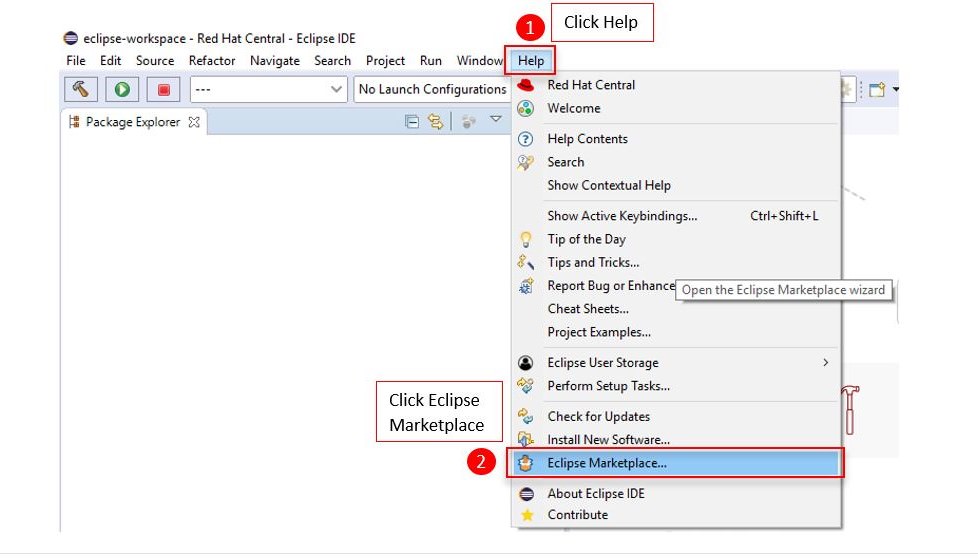 1
Click Help
eclipse-workspace - Red Hat Central - Eclipse IDE
File Edit Source Refactor Navigate Search Project Run Window Help
--- No Launch Configurations
Package Explorer
Red Hat Central
Welcome
Help Contents
Search
Show Contextual Help
Show Active Keybindings... Ctrl+Shift+L
Tip of the Day
Tips and Tricks...
Report Bug or Enhance
Open the Eclipse Marketplace wizard
Cheat Sheets...
Project Examples...
Eclipse User Storage
Perform Setup Tasks...
Click Eclipse
Marketplace
Check for Updates
Install New Software...
2
Eclipse Marketplace...
About Eclipse IDE
Contribute